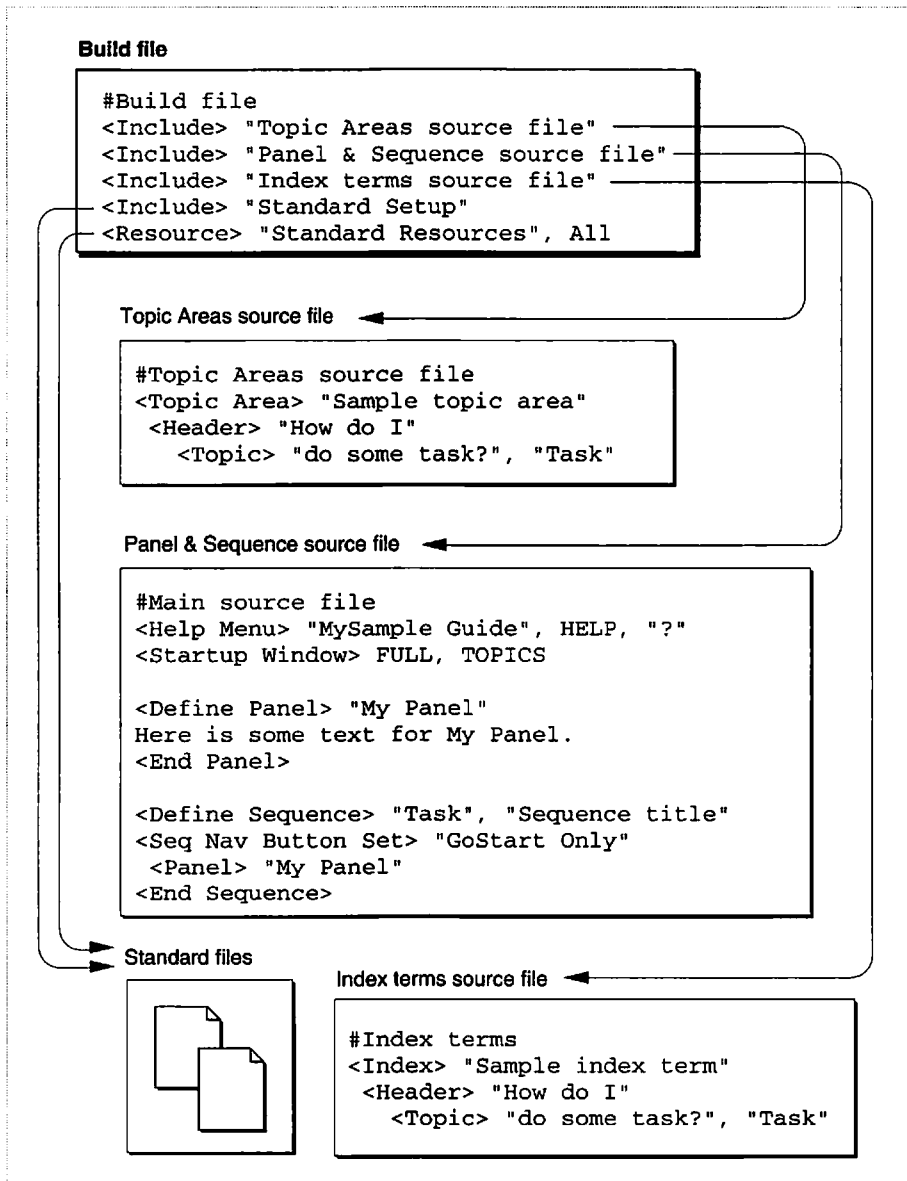 Build file
#Build file
<Include> "Topic Areas source file"
<Include> "Panel & Sequence source file"
<Include> "Index terms source file"
<Include> "Standard Setup"
<Resource> "Standard Resources", All
Topic Areas source file
#Topic Areas source file
<Topic Area> "Sample topic area"
<Header> "How do I"
<Topic> "do some task?", "Task"
Panel & Sequence source file
#Main source file
<Help Menu> "MySample Guide", HELP, "?"
<Startup Window> FULL, TOPICS
<Define Panel> "My Panel"
Here is some text for My Panel.
<End Panel>
<Define Sequence> "Task", "Sequence title"
<Seq Nav Button Set> "GoStart Only"
<Panel> "My Panel"
<End Sequence>
Standard files
Index terms source file
#Index terms
<Index> "Sample index term"
<Header> "How do I"
<Topic> "do some task?", "Task"